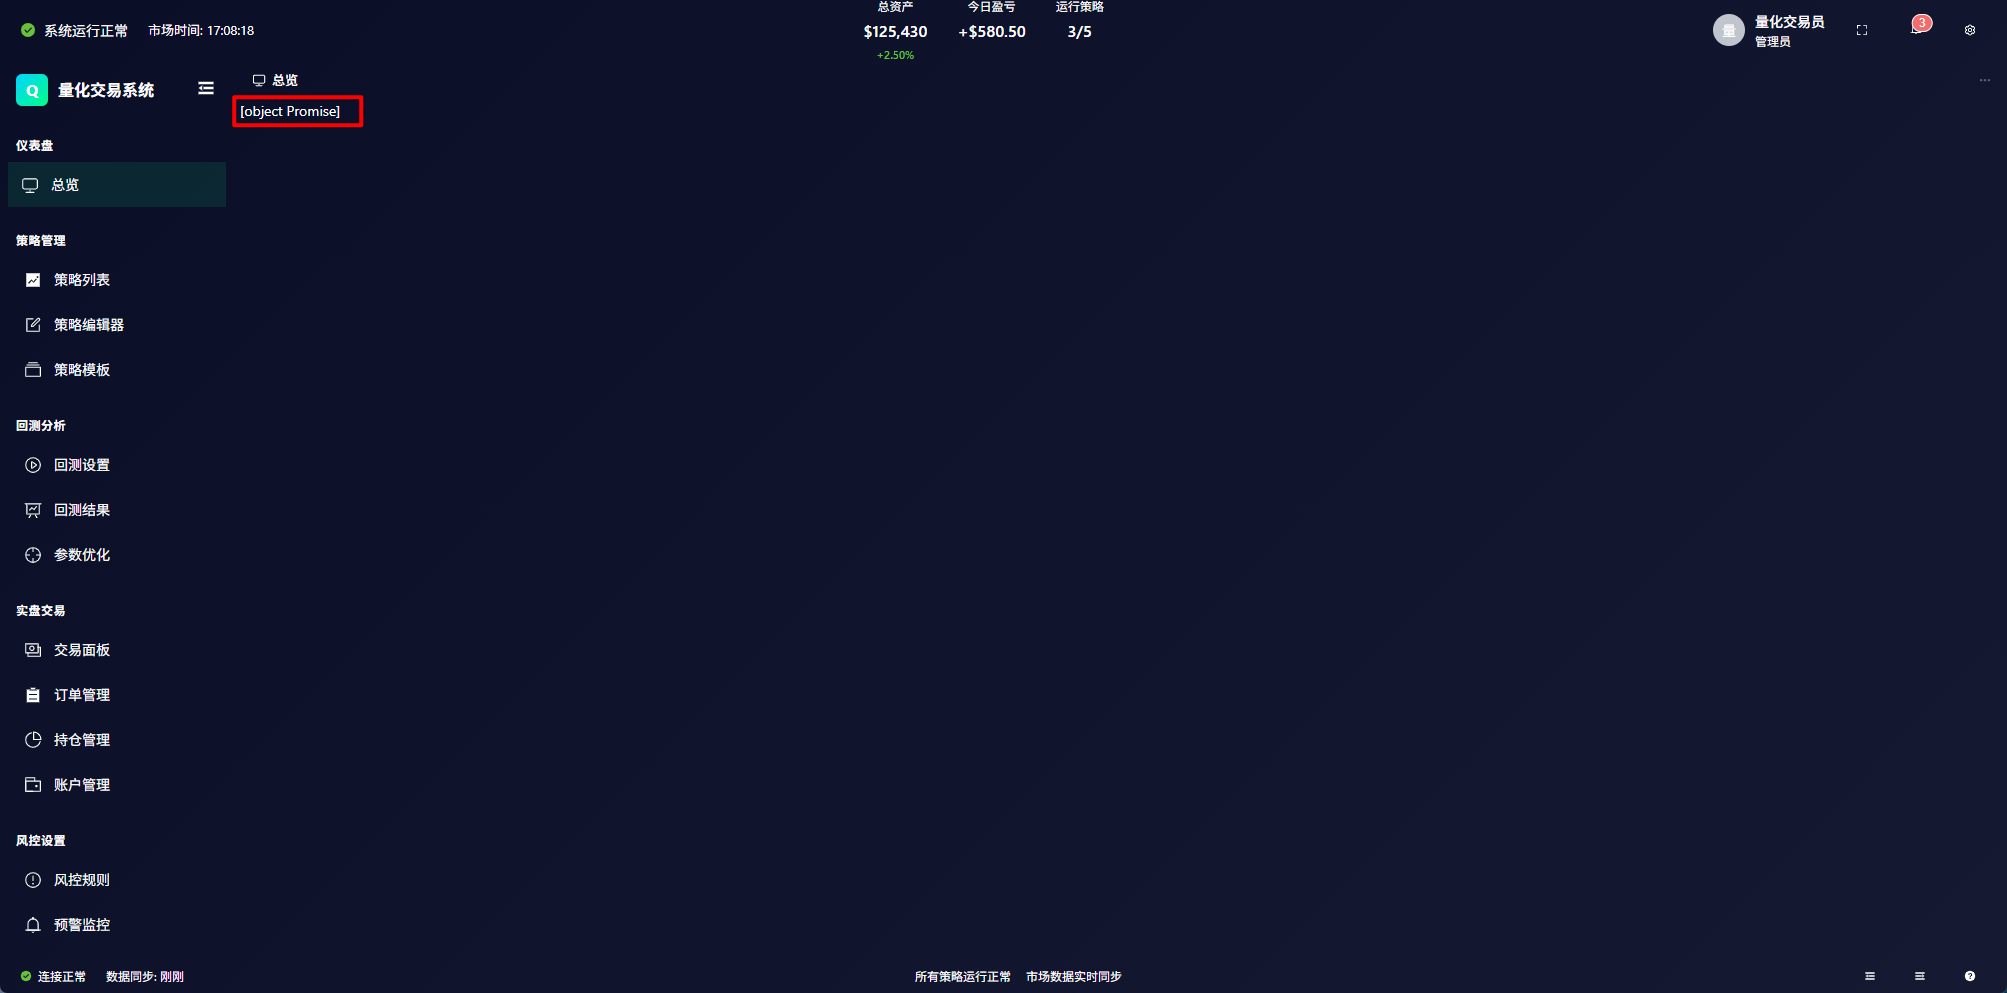 系统运行正常 市场时间: 17:08:18
总资产 今日盈亏 运行策略
$125,430 +$580.50 3/5
+2.50%
量 量化交易员
管理员
3
Q 量化交易系统
总览
[object Promise]
仪表盘
总览
策略管理
策略列表
策略编辑器
策略模板
回测分析
回测设置
回测结果
参数优化
实盘交易
交易面板
订单管理
持仓管理
账户管理
风控设置
风控规则
预警监控
连接正常 数据同步: 刚刚
所有策略运行正常 市场数据实时同步